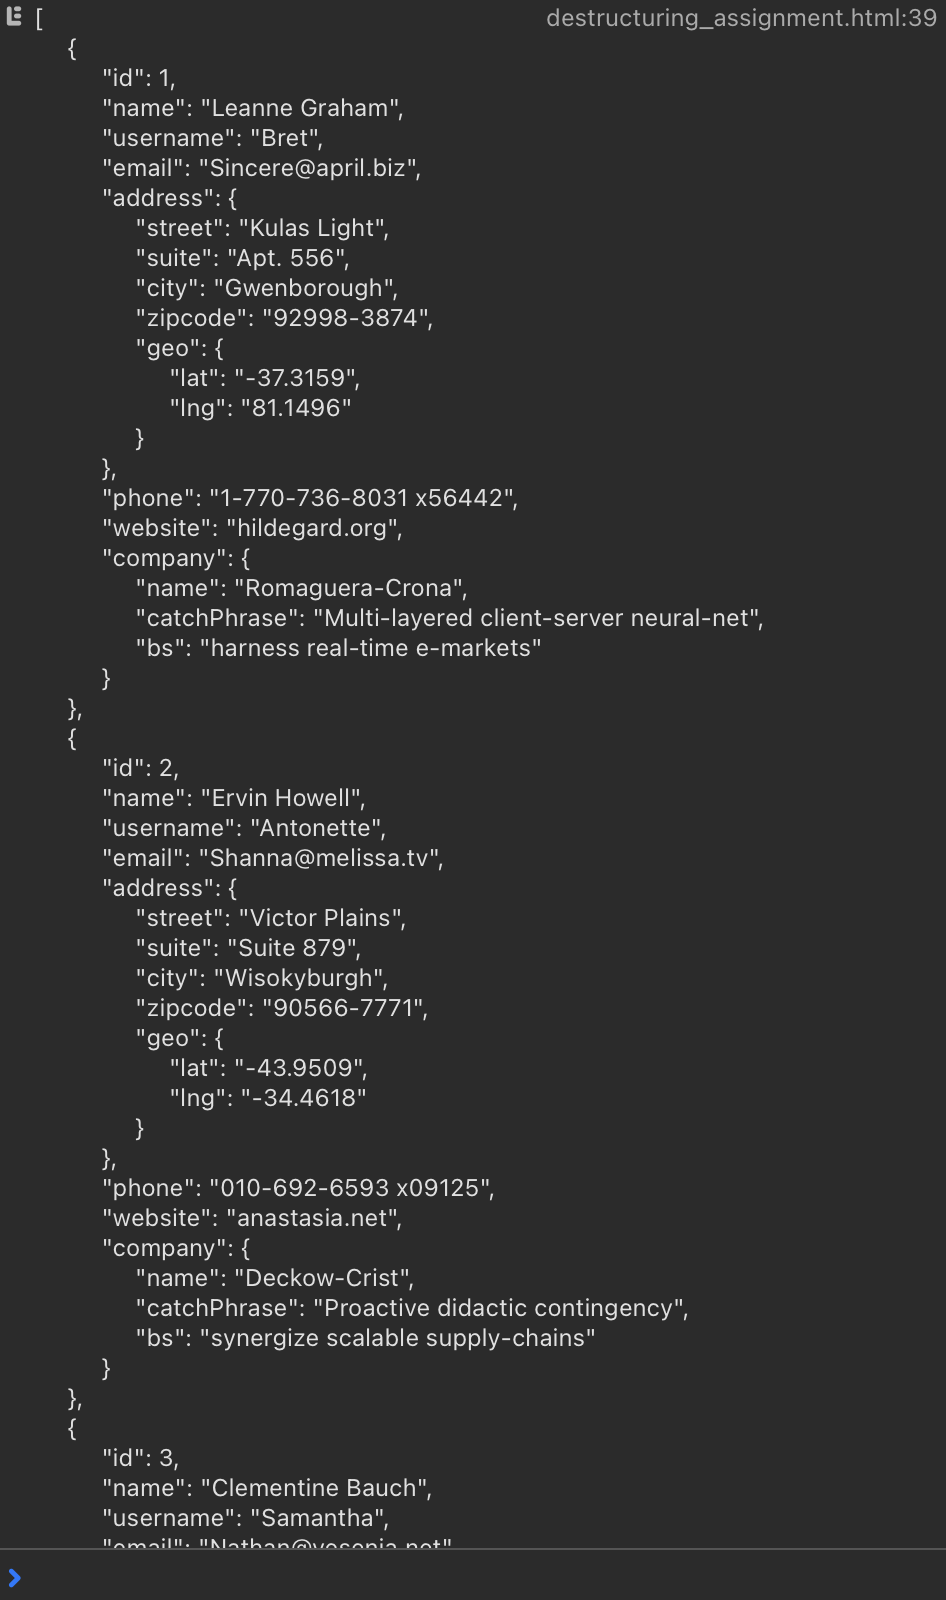 [ destructuring_assignment.html:39
{
"id": 1,
"name": "Leanne Graham",
"username": "Bret",
"email": "Sincere@april.biz",
"address": {
"street": "Kulas Light",
"suite": "Apt. 556",
"city": "Gwenborough",
"zipcode": "92998-3874",
"geo": {
"lat": "-37.3159",
"lng": "81.1496"
}
},
"phone": "1-770-736-8031 x56442",
"website": "hildegard.org",
"company": {
"name": "Romaguera-Crona",
"catchPhrase": "Multi-layered client-server neural-net",
"bs": "harness real-time e-markets"
}
},
{
"id": 2,
"name": "Ervin Howell",
"username": "Antonette",
"email": "Shanna@melissa.tv",
"address": {
"street": "Victor Plains",
"suite": "Suite 879",
"city": "Wisokyburgh",
"zipcode": "90566-7771",
"geo": {
"lat": "-43.9509",
"lng": "-34.4618"
}
},
"phone": "010-692-6593 x09125",
"website": "anastasia.net",
"company": {
"name": "Deckow-Crist",
"catchPhrase": "Proactive didactic contingency",
"bs": "synergize scalable supply-chains"
}
},
{
"id": 3,
"name": "Clementine Bauch",
"username": "Samantha",
"email": "Nathan@yesenia.net"